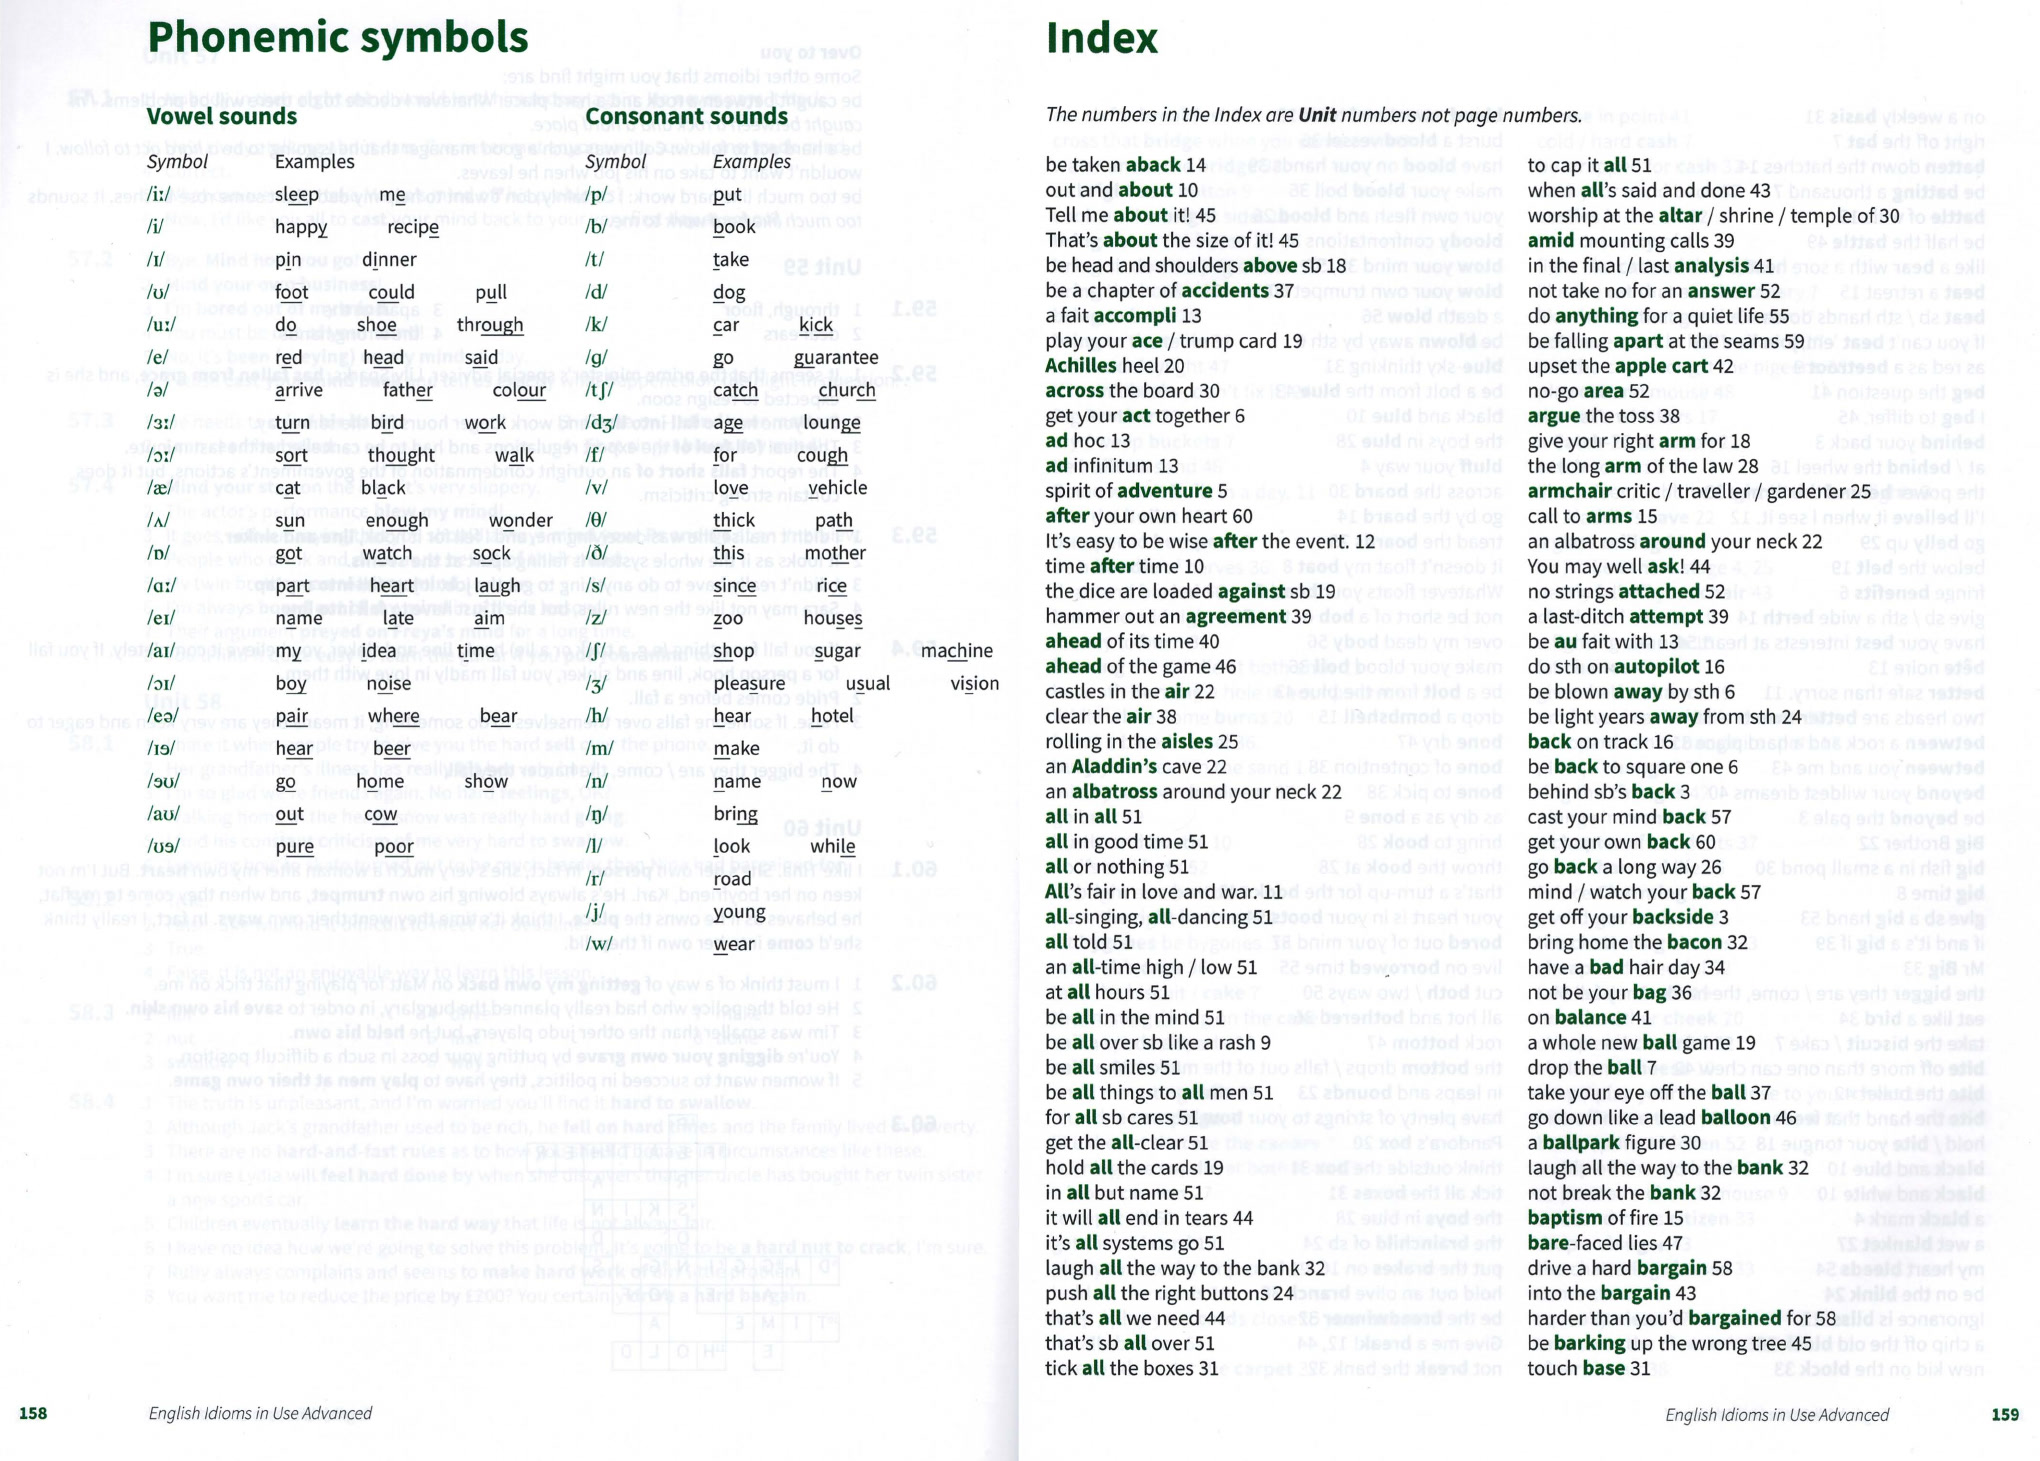 Phonemic symbols
Vowel sounds
Symbol Examples
/iː/ sleep me
/i/ happy recipe
/ɪ/ pin dinner
/ʊ/ foot could pull
/uː/ do shoe through
/e/ red head said
/ə/ arrive father colour
/ɜː/ turn bird work
/ɔː/ sort thought walk
/æ/ cat black
/ʌ/ sun enough wonder
/ɒ/ got watch sock
/ɑː/ part heart laugh
/eɪ/ name late aim
/aɪ/ my idea time
/ɔɪ/ boy noise
/eə/ pair where bear
/ɪə/ hear beer
/əʊ/ go home show
/aʊ/ out cow
/ʊə/ pure poor
Consonant sounds
Symbol Examples
/p/ put
/b/ book
/t/ take
/d/ dog
/k/ car kick
/g/ go guarantee
/tʃ/ catch church
/dʒ/ age lounge
/f/ for cough
/v/ love vehicle
/θ/ thick path
/ð/ this mother
/s/ since rice
/z/ zoo houses
/ʃ/ shop sugar machine
/ʒ/ pleasure usual vision
/h/ hear hotel
/m/ make
/n/ name now
/ŋ/ bring
/l/ look while
/r/ road
/j/ young
/w/ wear
158 English Idioms in Use Advanced
Index
The numbers in the Index are Unit numbers not page numbers.
be taken aback 14
out and about 10
Tell me about it! 45
That's about the size of it! 45
be head and shoulders above sb 18
be a chapter of accidents 37
a fait accompli 13
play your ace / trump card 19
Achilles heel 20
across the board 30
get your act together 6
ad hoc 13
ad infinitum 13
spirit of adventure 5
after your own heart 60
It's easy to be wise after the event. 12
time after time 10
the dice are loaded against sb 19
hammer out an agreement 39
ahead of its time 40
ahead of the game 46
castles in the air 22
clear the air 38
rolling in the aisles 25
an Aladdin's cave 22
an albatross around your neck 22
all in all 51
all in good time 51
all or nothing 51
All's fair in love and war. 11
all-singing, all-dancing 51
all told 51
an all-time high / low 51
at all hours 51
be all in the mind 51
be all over sb like a rash 9
be all smiles 51
be all things to all men 51
for all sb cares 51
get the all-clear 51
hold all the cards 19
in all but name 51
it will all end in tears 44
it's all systems go 51
laugh all the way to the bank 32
push all the right buttons 24
that's all we need 44
that's sb all over 51
tick all the boxes 31
to cap it all 51
when all's said and done 43
worship at the altar / shrine / temple of 30
amid mounting calls 39
in the final / last analysis 41
not take no for an answer 52
do anything for a quiet life 55
be falling apart at the seams 59
upset the apple cart 42
no-go area 52
argue the toss 38
give your right arm for 18
the long arm of the law 28
armchair critic / traveller / gardener 25
call to arms 15
an albatross around your neck 22
You may well ask! 44
no strings attached 52
a last-ditch attempt 39
be au fait with 13
do sth on autopilot 16
be blown away by sth 6
be light years away from sth 24
back on track 16
be back to square one 6
behind sb's back 3
cast your mind back 57
get your own back 60
go back a long way 26
mind / watch your back 57
get off your backside 3
bring home the bacon 32
have a bad hair day 34
not be your bag 36
on balance 41
a whole new ball game 19
drop the ball 7
take your eye off the ball 37
go down like a lead balloon 46
a ballpark figure 30
laugh all the way to the bank 32
not break the bank 32
baptism of fire 15
bare-faced lies 47
drive a hard bargain 58
into the bargain 43
harder than you'd bargained for 58
be barking up the wrong tree 45
touch base 31
English Idioms in Use Advanced 159